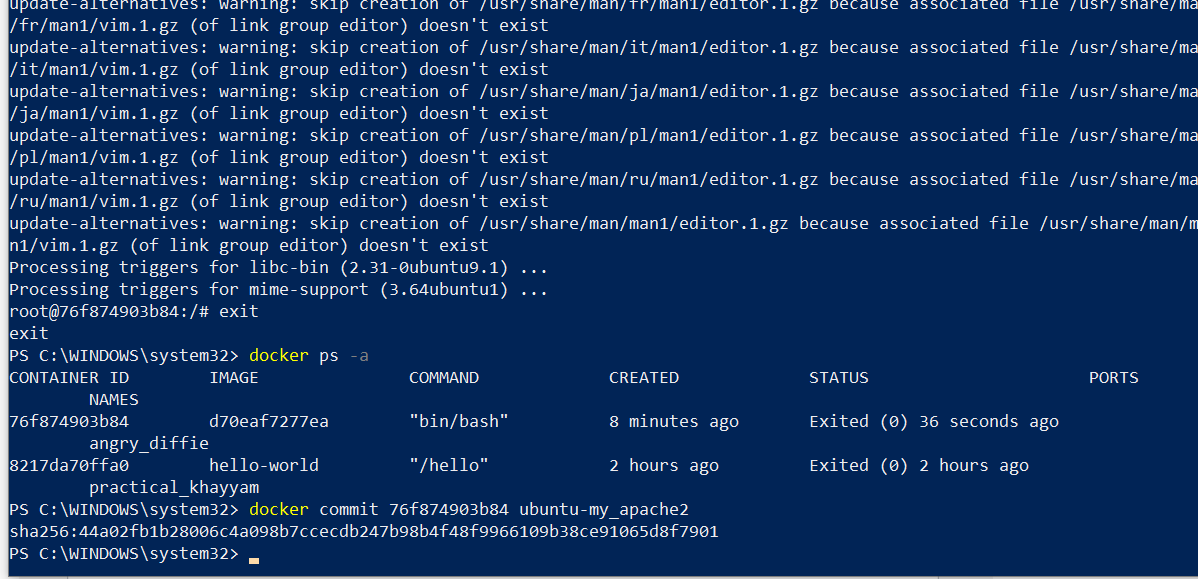 update-alternatives: warning: skip creation of /usr/share/man/fr/man1/editor.1.gz because associated file /usr/share/man
/fr/man1/vim.1.gz (of link group editor) doesn't exist
update-alternatives: warning: skip creation of /usr/share/man/it/man1/editor.1.gz because associated file /usr/share/ma
/it/man1/vim.1.gz (of link group editor) doesn't exist
update-alternatives: warning: skip creation of /usr/share/man/ja/man1/editor.1.gz because associated file /usr/share/ma
/ja/man1/vim.1.gz (of link group editor) doesn't exist
update-alternatives: warning: skip creation of /usr/share/man/pl/man1/editor.1.gz because associated file /usr/share/ma
/pl/man1/vim.1.gz (of link group editor) doesn't exist
update-alternatives: warning: skip creation of /usr/share/man/ru/man1/editor.1.gz because associated file /usr/share/ma
/ru/man1/vim.1.gz (of link group editor) doesn't exist
update-alternatives: warning: skip creation of /usr/share/man/man1/editor.1.gz because associated file /usr/share/man/m
n1/vim.1.gz (of link group editor) doesn't exist
Processing triggers for libc-bin (2.31-0ubuntu9.1) ...
Processing triggers for mime-support (3.64ubuntu1) ...
root@76f874903b84:/# exit
exit
PS C:\WINDOWS\system32> docker ps -a
CONTAINER ID IMAGE COMMAND CREATED STATUS PORTS
NAMES
76f874903b84 d70eaf7277ea "bin/bash" 8 minutes ago Exited (0) 36 seconds ago
angry_diffie
8217da70ffa0 hello-world "/hello" 2 hours ago Exited (0) 2 hours ago
practical_khayyam
PS C:\WINDOWS\system32> docker commit 76f874903b84 ubuntu-my_apache2
sha256:44a02fb1b28006c4a098b7ccecdb247b98b4f48f9966109b38ce91065d8f7901
PS C:\WINDOWS\system32>